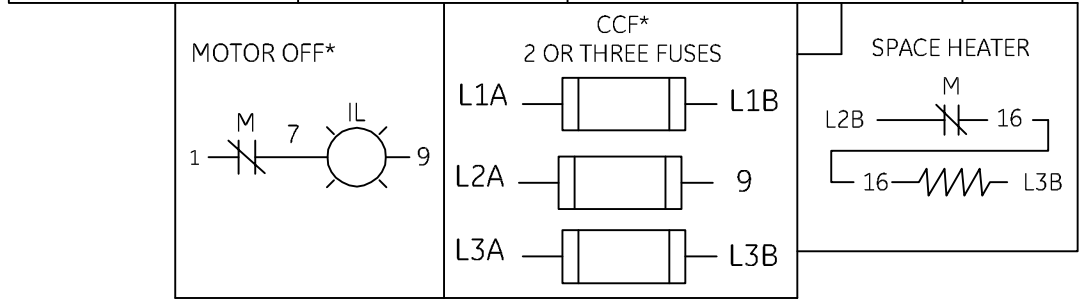 MOTOR OFF*
M
7
IL
1
9
CCF*
2 OR THREE FUSES
L1A
L1B
L2A
9
L3A
L3B
SPACE HEATER
M
L2B
16
16
L3B